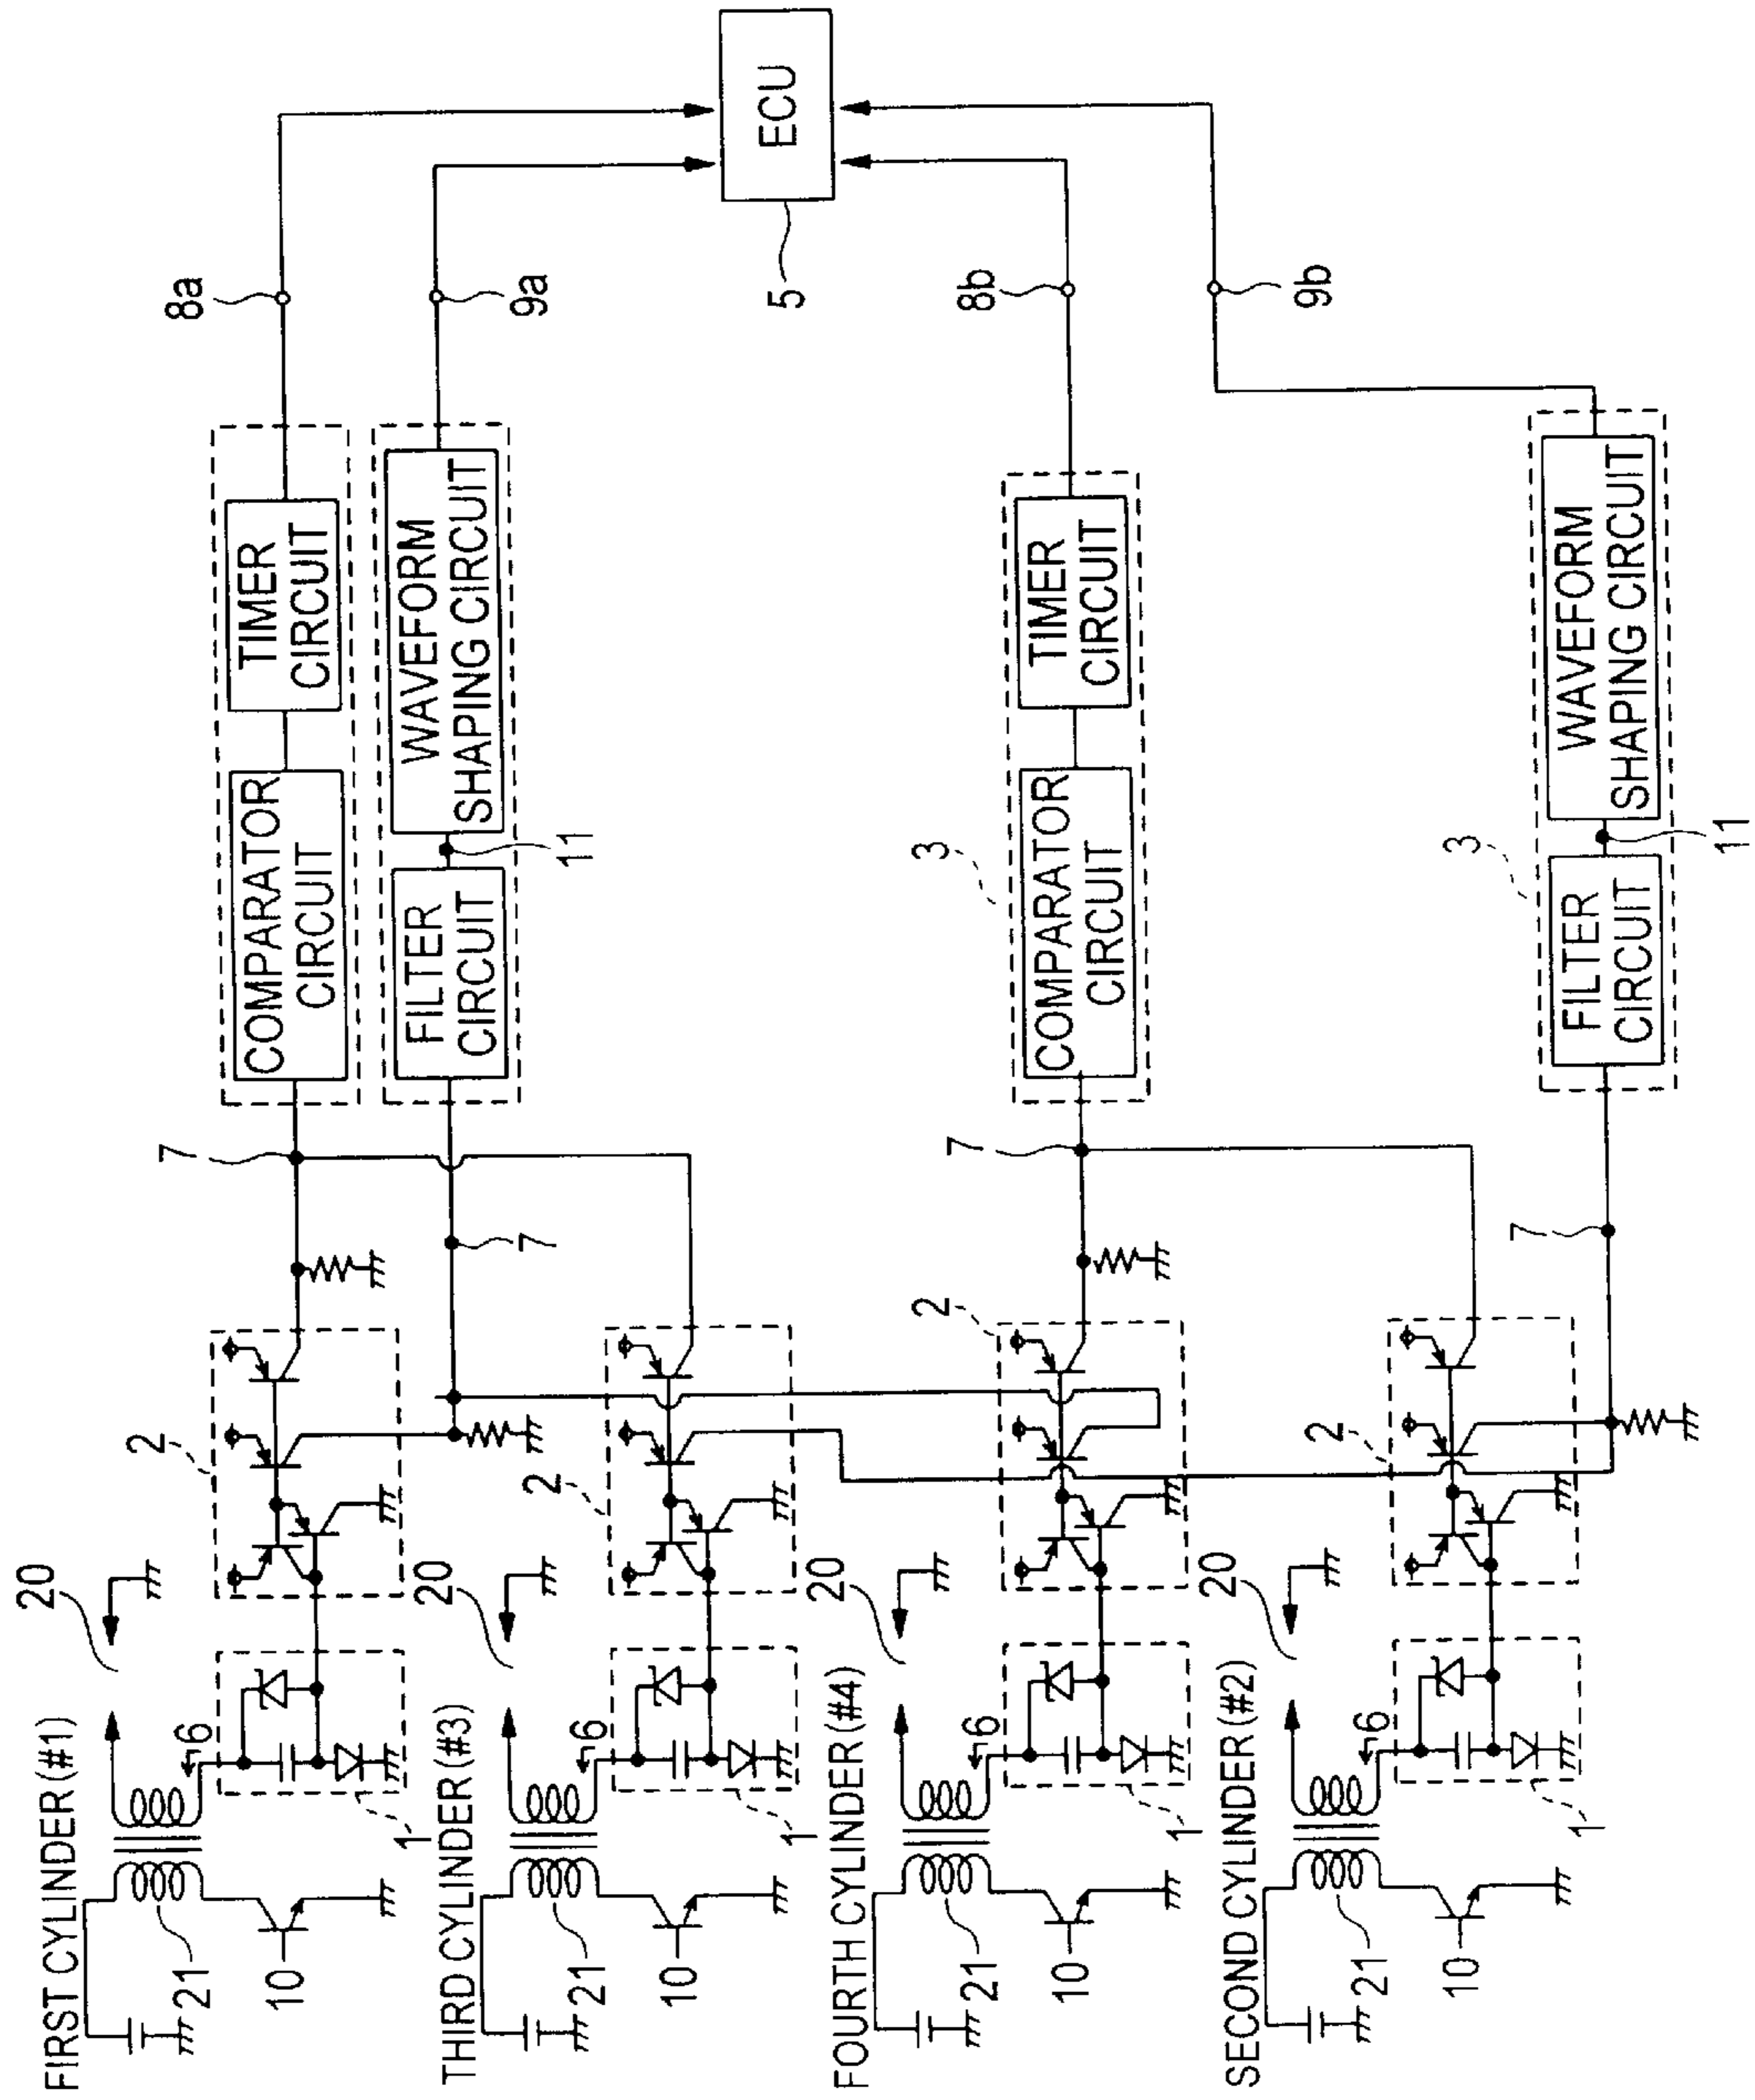 FIRST CYLINDER (#1)
20
21
10
6
1
2
7
COMPARATOR
CIRCUIT
TIMER
CIRCUIT
8a
7
FILTER
CIRCUIT
11
WAVEFORM
SHAPING CIRCUIT
9a
THIRD CYLINDER (#3)
20
21
10
6
1
2
ECU
5
FOURTH CYLINDER (#4)
20
21
10
6
1
2
7
3
COMPARATOR
CIRCUIT
TIMER
CIRCUIT
8b
SECOND CYLINDER (#2)
20
21
10
6
1
2
7
3
FILTER
CIRCUIT
11
WAVEFORM
SHAPING CIRCUIT
9b